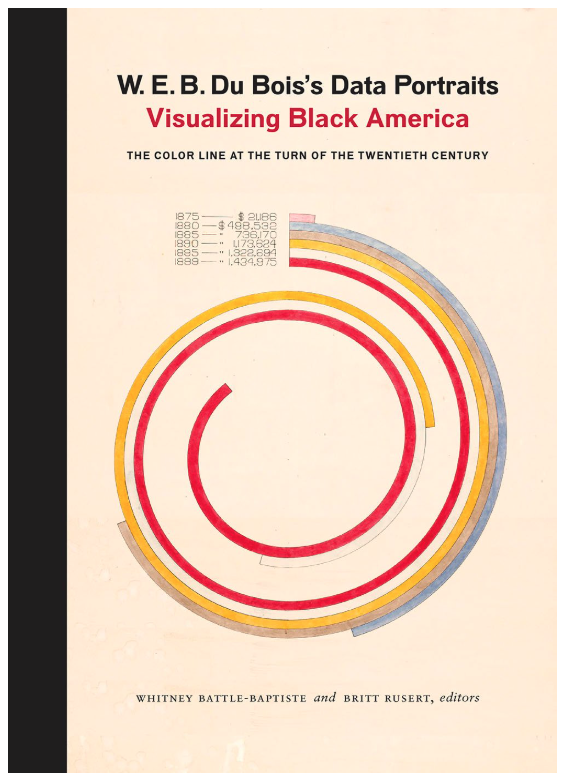 W. E. B. Du Bois's Data Portraits
Visualizing Black America
THE COLOR LINE AT THE TURN OF THE TWENTIETH CENTURY
1875 — $ 21,186
1880 — $ 498,532
1885 — " 736,170
1890 — " 1,173,624
1895 — " 1,322,694
1899 — " 1,434,975
WHITNEY BATTLE-BAPTISTE and BRITT RUSERT, editors